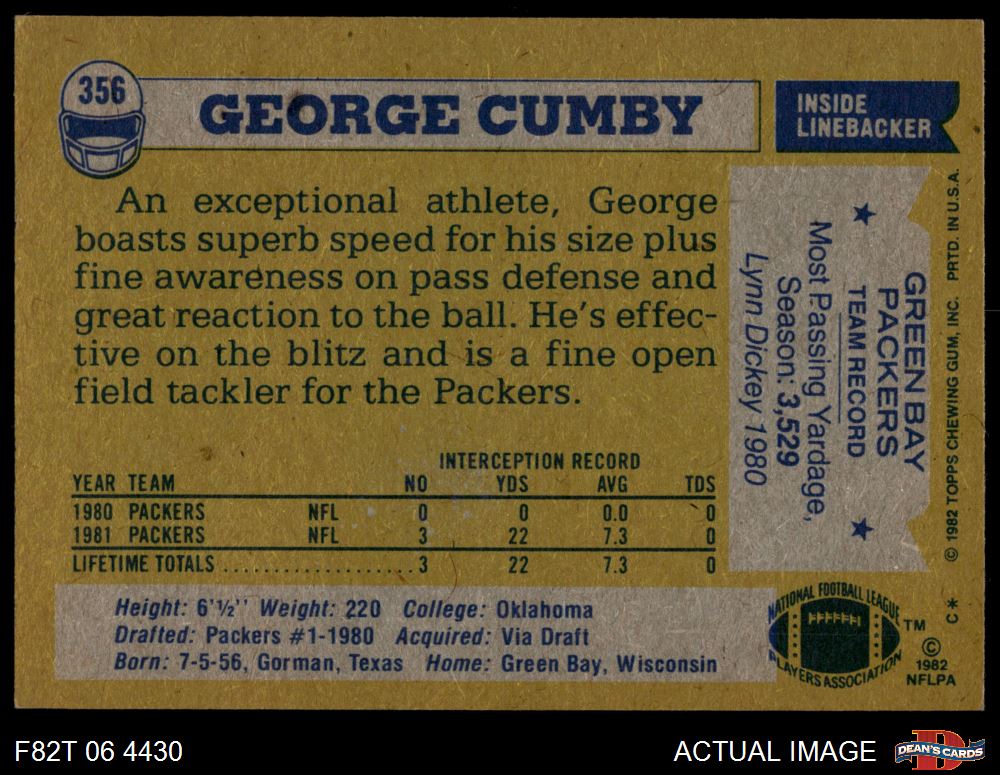 356
GEORGE CUMBY
INSIDE
LINEBACKER
An exceptional athlete, George
boasts superb speed for his size plus
fine awareness on pass defense and
great reaction to the ball. He's effec-
tive on the blitz and is a fine open
field tackler for the Packers.
INTERCEPTION RECORD
YEAR TEAM NO YDS AVG TDS
1980 PACKERS NFL 0 0 0.0 0
1981 PACKERS NFL 3 22 7.3 0
LIFETIME TOTALS ................... 3 22 7.3 0
Height: 6'½'' Weight: 220 College: Oklahoma
Drafted: Packers #1-1980 Acquired: Via Draft
Born: 7-5-56, Gorman, Texas Home: Green Bay, Wisconsin
GREEN BAY
PACKERS
TEAM RECORD
Most Passing Yardage,
Season: 3,529
Lynn Dickey 1980
© 1982 TOPPS CHEWING GUM, INC. PRTD. IN U.S.A.
C*
NATIONAL FOOTBALL LEAGUE
PLAYERS ASSOCIATION
TM
©
1982
NFLPA
F82T 06 4430
ACTUAL IMAGE
D
DEAN'S CARDS